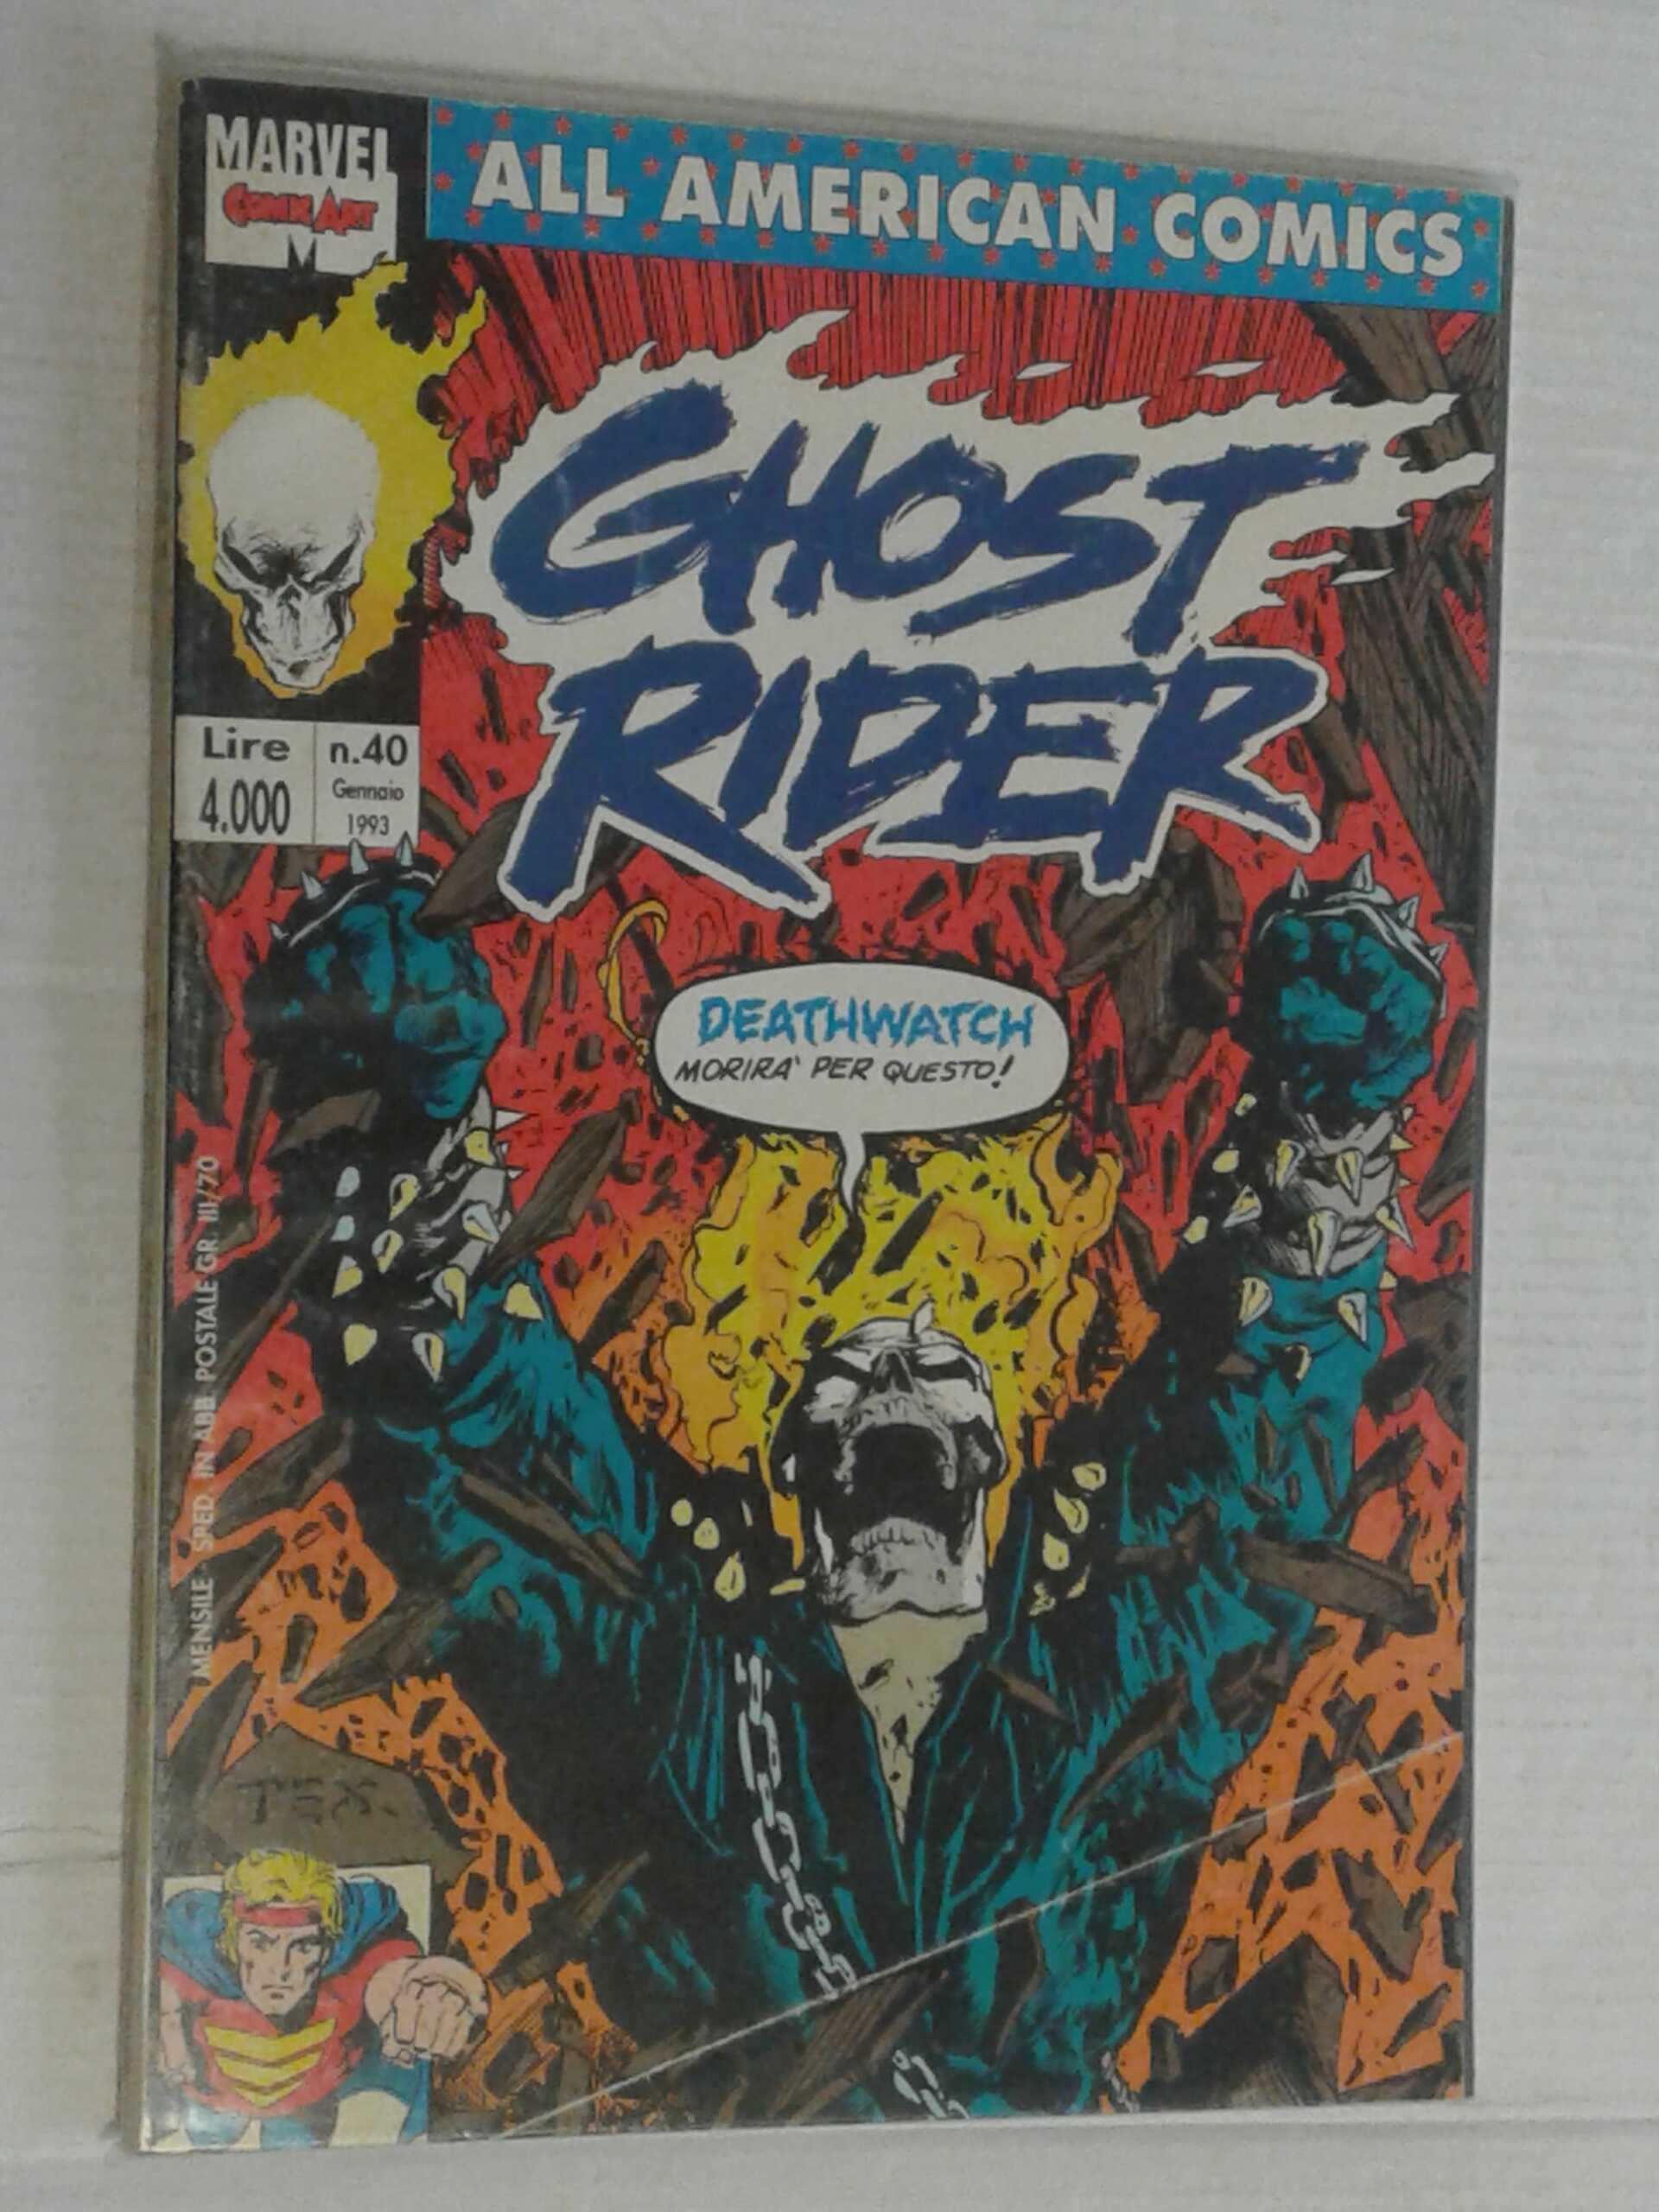 MARVEL
COMIC ART
M
ALL AMERICAN COMICS
GHOST
RIDER
Lire
4.000
n.40
Gennaio
1993
DEATHWATCH
MORIRA' PER QUESTO!
MENSILE - SPED. IN ABB. POSTALE GR. III/70
TEX.